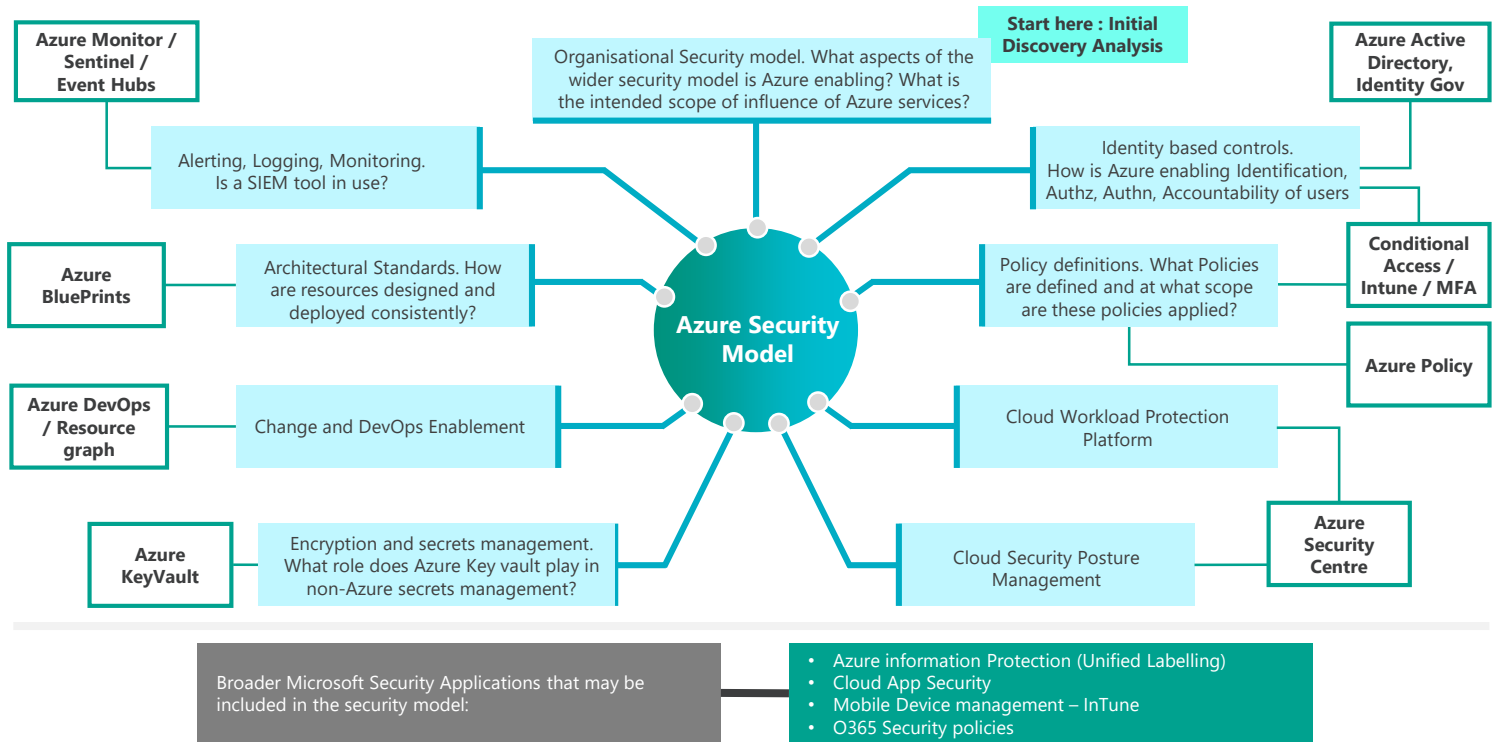 Start here : Initial
Discovery Analysis
Organisational Security model. What aspects of the
wider security model is Azure enabling? What is
the intended scope of influence of Azure services?
Azure Monitor /
Sentinel /
Event Hubs
Alerting, Logging, Monitoring.
Is a SIEM tool in use?
Azure Active
Directory,
Identity Gov
Identity based controls.
How is Azure enabling Identification,
Authz, Authn, Accountability of users
Azure
BluePrints
Architectural Standards. How
are resources designed and
deployed consistently?
Azure Security
Model
Policy definitions. What Policies
are defined and at what scope
are these policies applied?
Conditional
Access /
Intune / MFA
Azure Policy
Azure DevOps
/ Resource
graph
Change and DevOps Enablement
Cloud Workload Protection
Platform
Azure
KeyVault
Encryption and secrets management.
What role does Azure Key vault play in
non-Azure secrets management?
Cloud Security Posture
Management
Azure
Security
Centre
Broader Microsoft Security Applications that may be
included in the security model:
• Azure information Protection (Unified Labelling)
• Cloud App Security
• Mobile Device management – InTune
• O365 Security policies